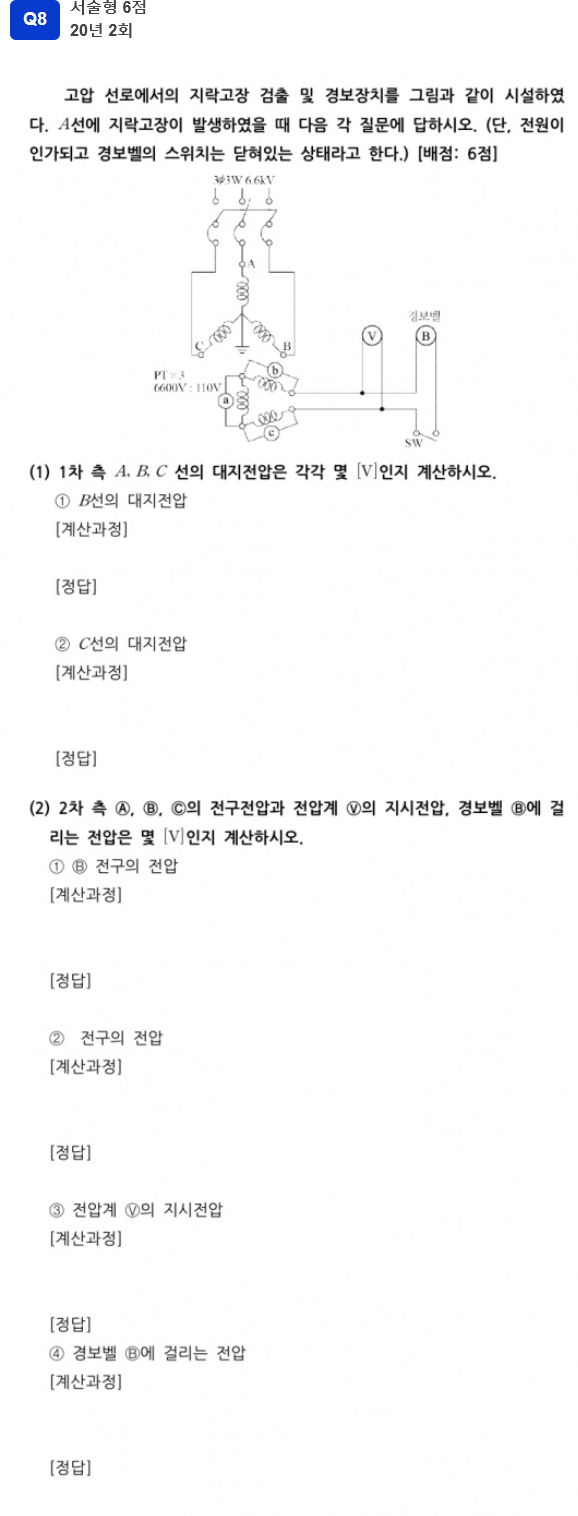 Q8
서술형 6점
20년 2회
고압 선로에서의 지락고장 검출 및 경보장치를 그림과 같이 시설하였
다. A선에 지락고장이 발생하였을 때 다음 각 질문에 답하시오. (단, 전원이
인가되고 경보벨의 스위치는 닫혀있는 상태라고 한다.) [배점: 6점]
3φ3W 6.6kV
A
C
B
경보벨
V
B
PT×3
6600V : 110V
a
b
c
SW
(1) 1차 측 A, B, C 선의 대지전압은 각각 몇 [V]인지 계산하시오.
① B선의 대지전압
[계산과정]
[정답]
② C선의 대지전압
[계산과정]
[정답]
(2) 2차 측 Ⓐ, Ⓑ, Ⓒ의 전구전압과 전압계 Ⓥ의 지시전압, 경보벨 Ⓑ에 걸
리는 전압은 몇 [V]인지 계산하시오.
① Ⓑ 전구의 전압
[계산과정]
[정답]
② 전구의 전압
[계산과정]
[정답]
③ 전압계 Ⓥ의 지시전압
[계산과정]
[정답]
④ 경보벨 Ⓑ에 걸리는 전압
[계산과정]
[정답]